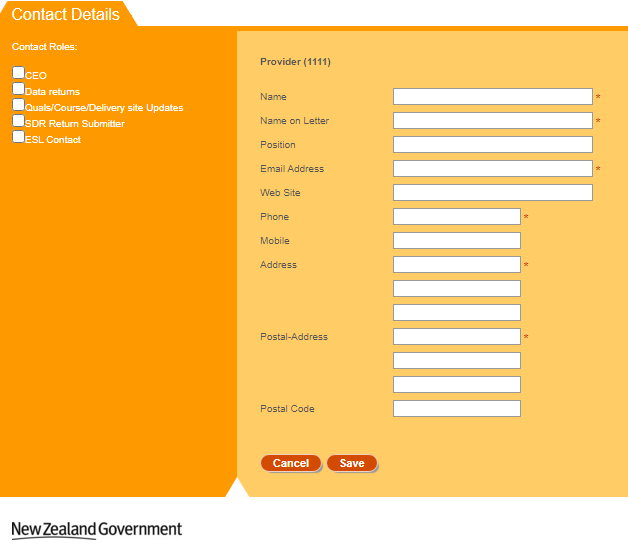 Contact Details
Contact Roles:
CEO
Data returns
Quals/Course/Delivery site Updates
SDR Return Submitter
ESL Contact
Provider (1111)
Name *
Name on Letter *
Position
Email Address *
Web Site
Phone *
Mobile
Address *
Postal-Address *
Postal Code
Cancel Save
New Zealand Government